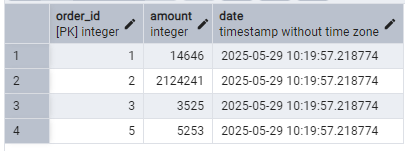 order_id amount date
[PK] integer integer timestamp without time zone
1 1 14646 2025-05-29 10:19:57.218774
2 2 2124241 2025-05-29 10:19:57.218774
3 3 3525 2025-05-29 10:19:57.218774
4 5 5253 2025-05-29 10:19:57.218774